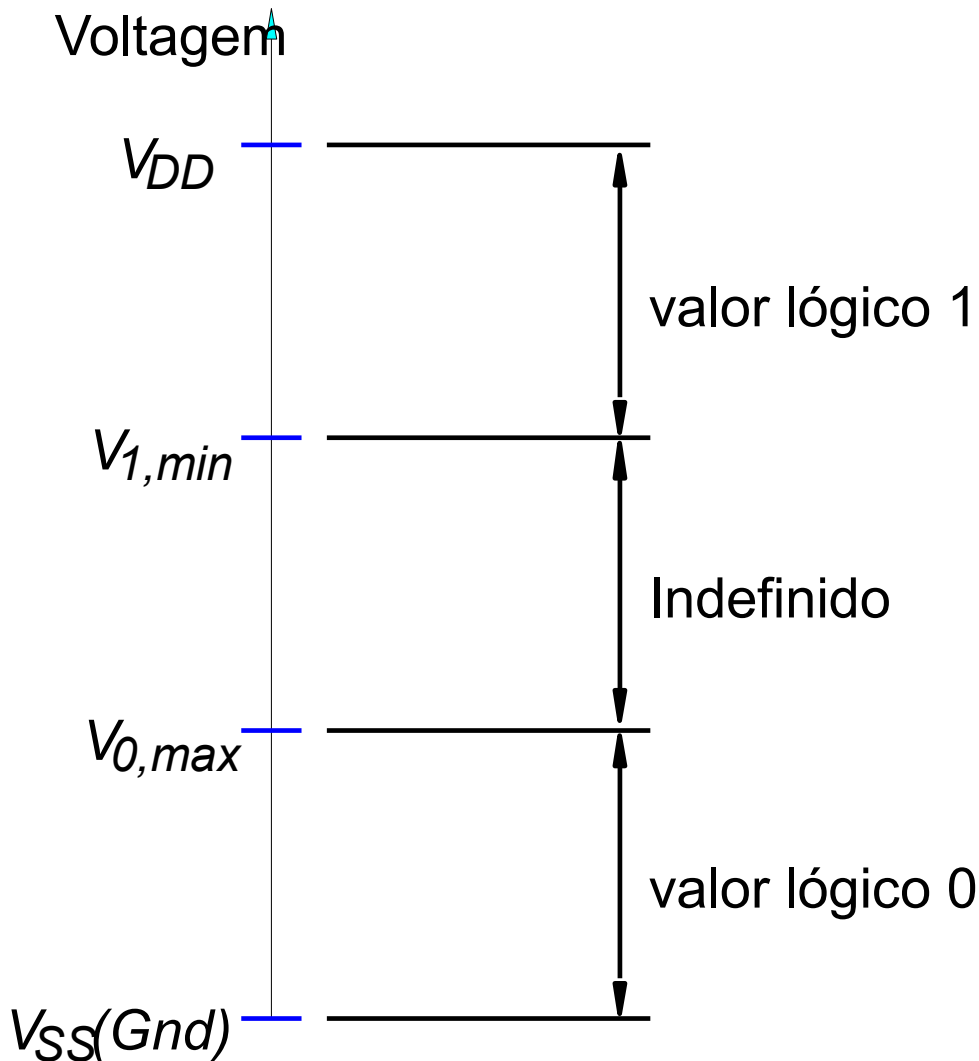 Voltagem
VDD
valor lógico 1
V1,min
Indefinido
V0,max
valor lógico 0
VSS(Gnd)